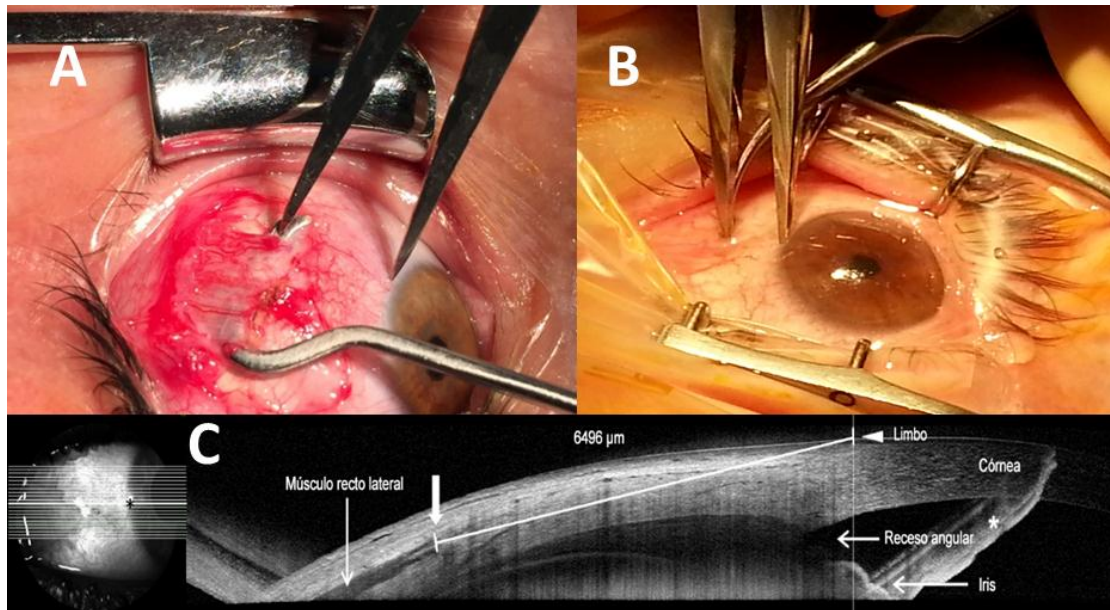 A
B
C
6496 µm
Limbo
Córnea
Músculo recto lateral
*
Receso angular
Iris